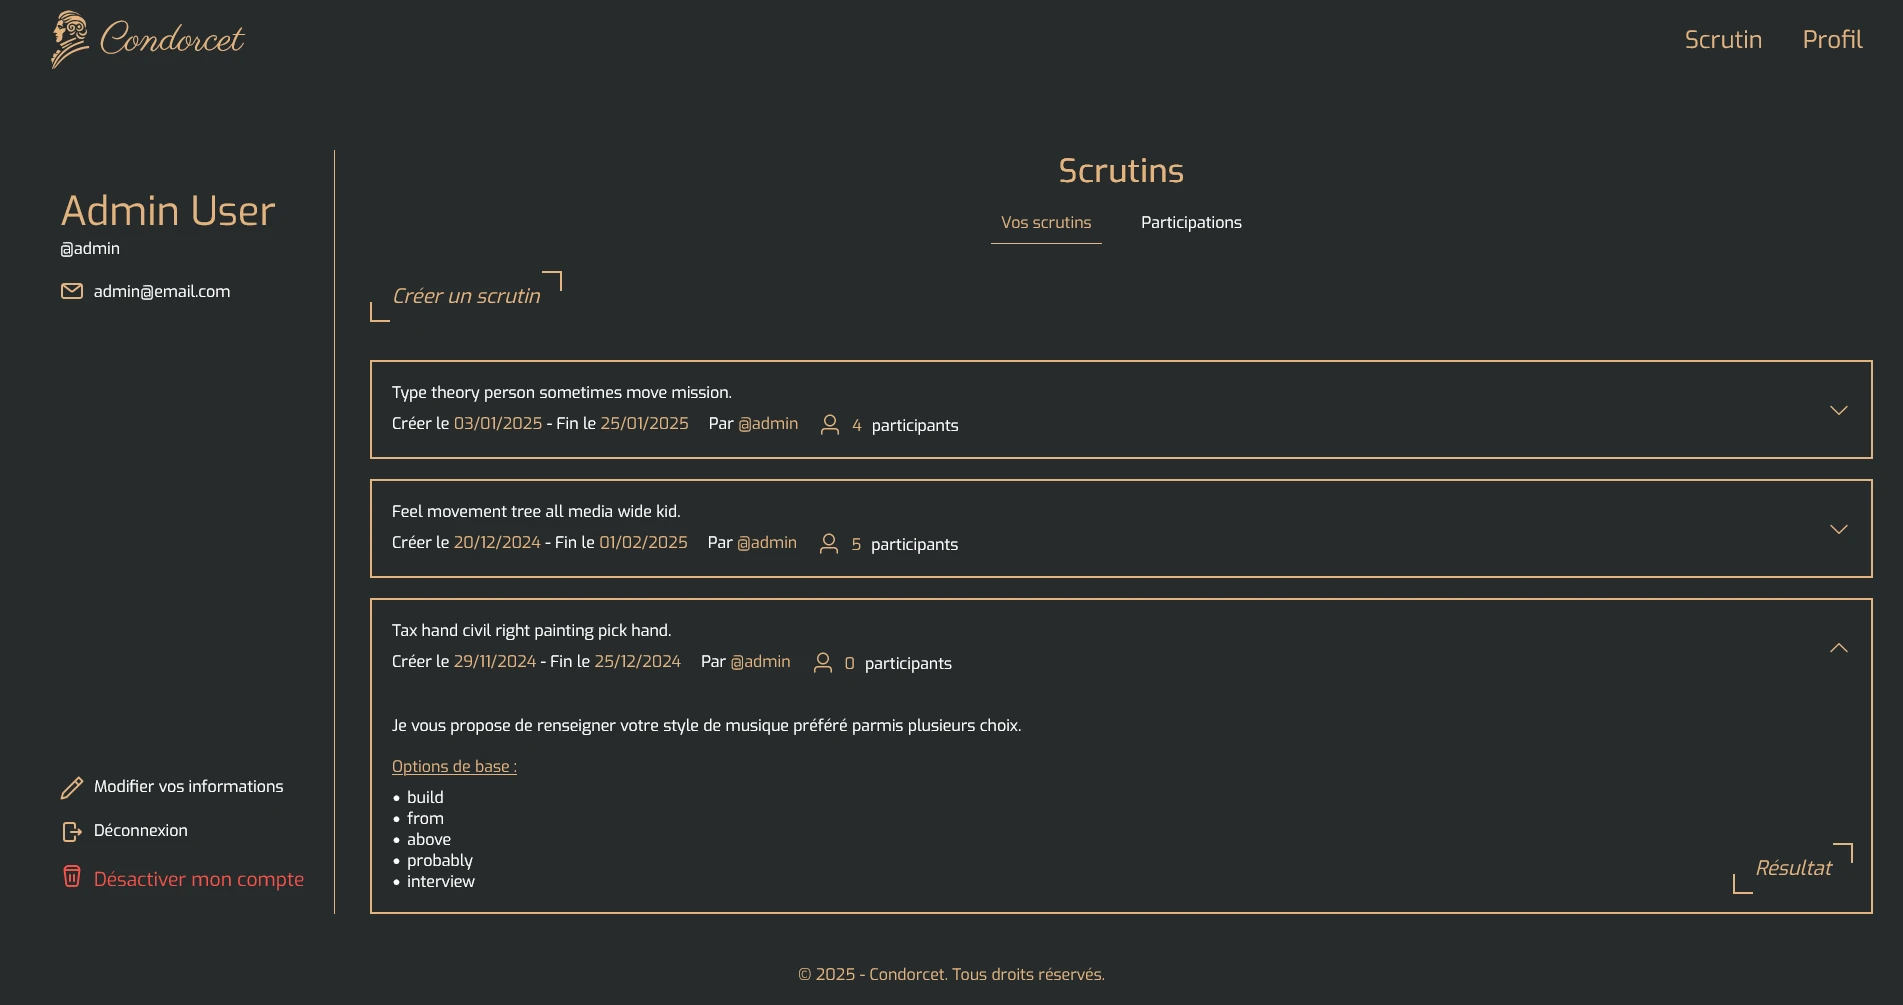 Condorcet
Scrutin
Profil
Admin User
@admin
admin@email.com
Modifier vos informations
Déconnexion
Désactiver mon compte
Scrutins
Vos scrutins
Participations
Créer un scrutin
Type theory person sometimes move mission.
Créer le 03/01/2025 - Fin le 25/01/2025 Par @admin 4 participants
Feel movement tree all media wide kid.
Créer le 20/12/2024 - Fin le 01/02/2025 Par @admin 5 participants
Tax hand civil right painting pick hand.
Créer le 29/11/2024 - Fin le 25/12/2024 Par @admin 0 participants
Je vous propose de renseigner votre style de musique préféré parmis plusieurs choix.
Options de base :
• build
• from
• above
• probably
• interview
Résultat
© 2025 - Condorcet. Tous droits réservés.